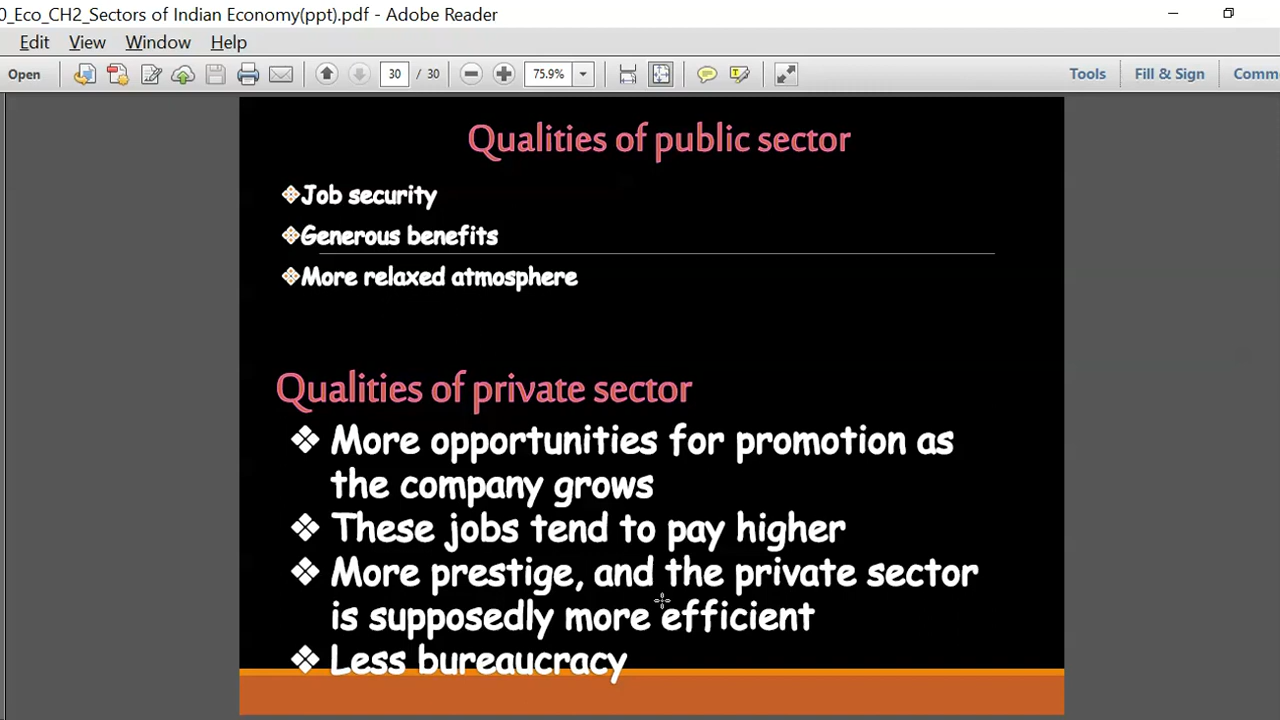 0_Eco_CH2_Sectors of Indian Economy(ppt).pdf - Adobe Reader
Edit View Window Help
Open 30 / 30 75.9% Tools Fill & Sign Comm
Qualities of public sector
Job security
Generous benefits
More relaxed atmosphere
Qualities of private sector
More opportunities for promotion as
the company grows
These jobs tend to pay higher
More prestige, and the private sector
is supposedly more efficient
Less bureaucracy